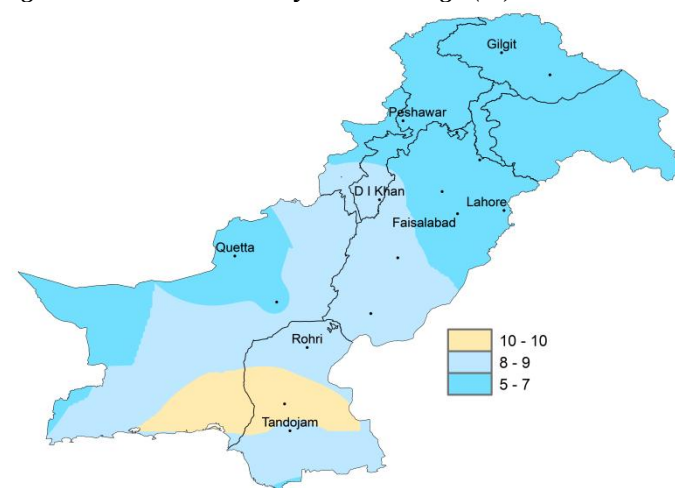 Gilgit
Peshawar
D I Khan
Lahore
Faisalabad
Quetta
Rohri
10 - 10
8 - 9
5 - 7
Tandojam